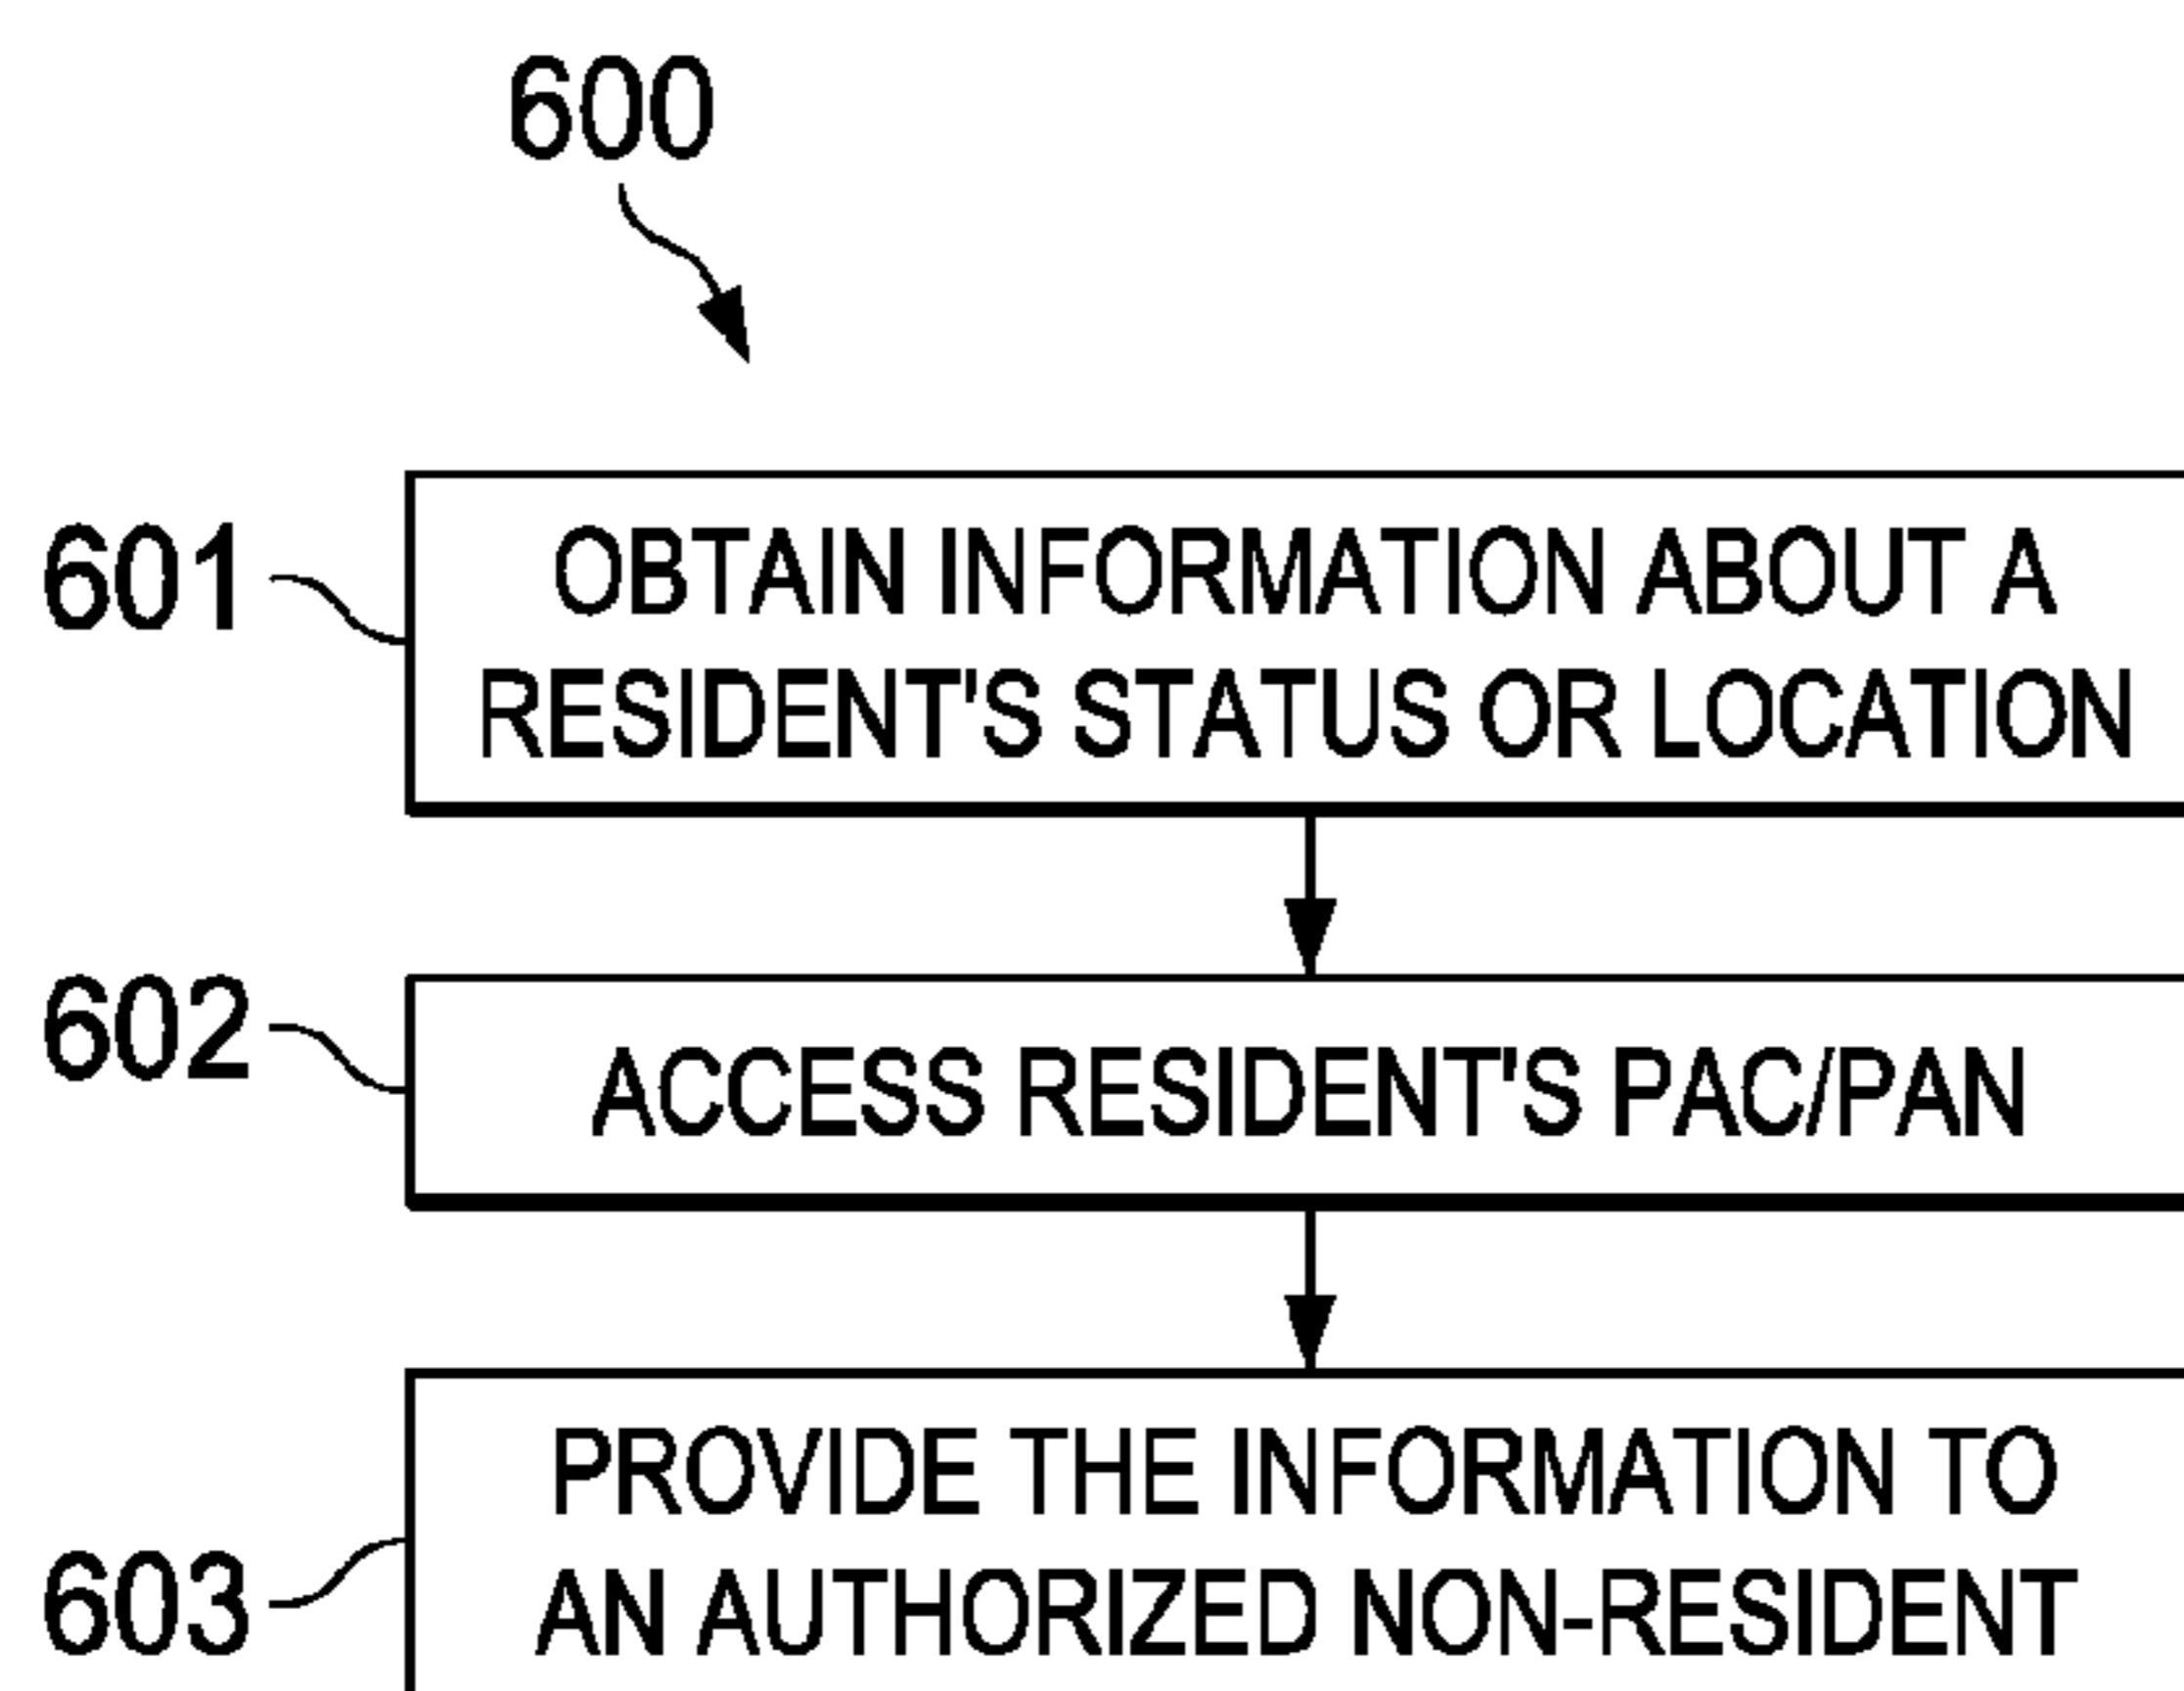 600
601
OBTAIN INFORMATION ABOUT A
RESIDENT'S STATUS OR LOCATION
602
ACCESS RESIDENT'S PAC/PAN
PROVIDE THE INFORMATION TO
603
AN AUTHORIZED NON-RESIDENT